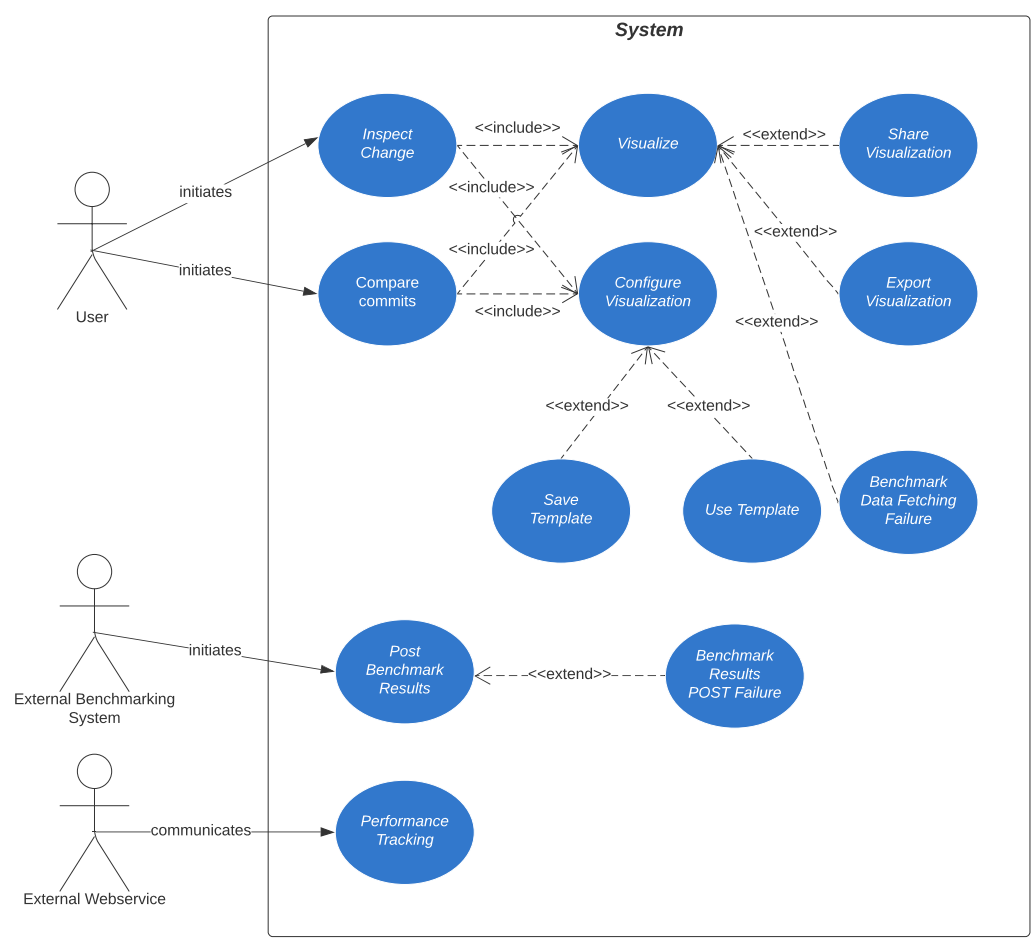 System
Inspect
Change
<<include>>
Visualize
<<extend>>
Share
Visualization
initiates
<<include>>
<<extend>>
initiates
<<include>>
Compare
commits
<<include>>
Configure
Visualization
Export
Visualization
User
<<extend>>
<<extend>>
<<extend>>
Save
Template
Use Template
Benchmark
Data Fetching
Failure
initiates
Post
Benchmark
Results
<<extend>>
Benchmark
Results
POST Failure
External Benchmarking
System
communicates
Performance
Tracking
External Webservice